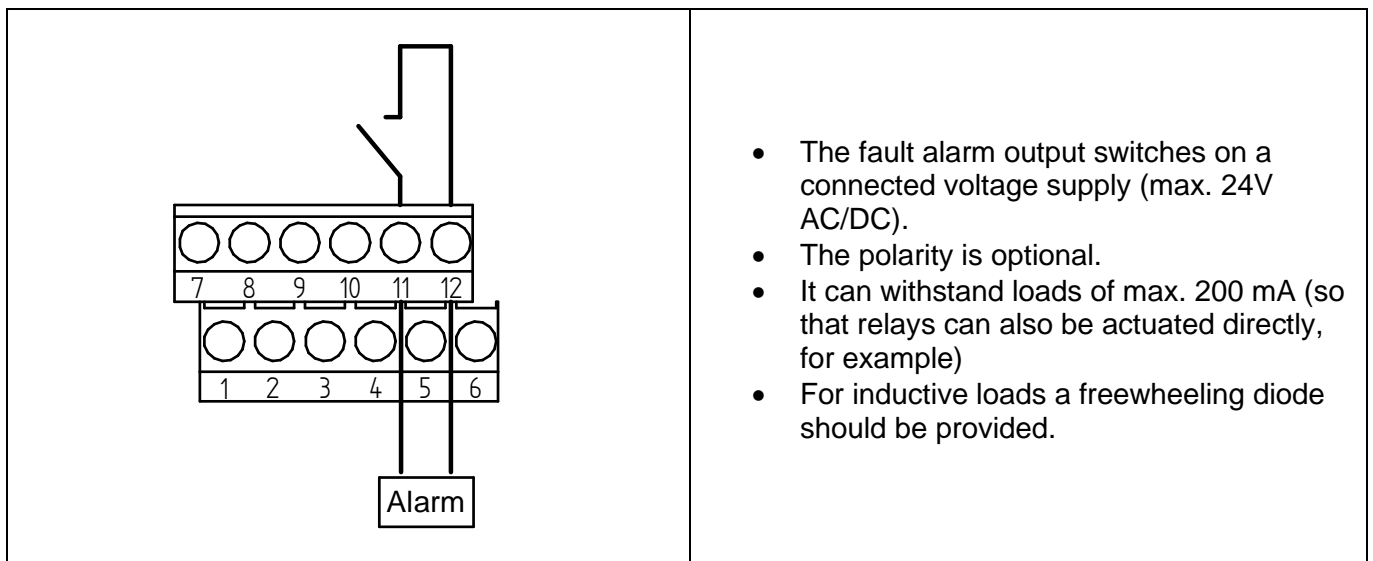 7 8 9 10 11 12
1 2 3 4 5 6
Alarm
• The fault alarm output switches on a
connected voltage supply (max. 24V
AC/DC).
• The polarity is optional.
• It can withstand loads of max. 200 mA (so
that relays can also be actuated directly,
for example)
• For inductive loads a freewheeling diode
should be provided.